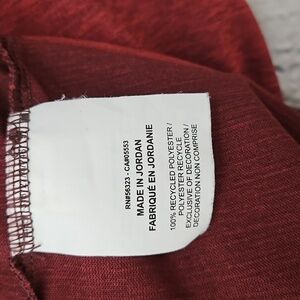 RN#56323 - CA#05553
MADE IN JORDAN
FABRIQUÉ EN JORDANIE
100% RECYCLED POLYESTER /
POLYESTER RECYCLE
EXCLUSIVE OF DECORATION /
DECORATION NON COMPRISE